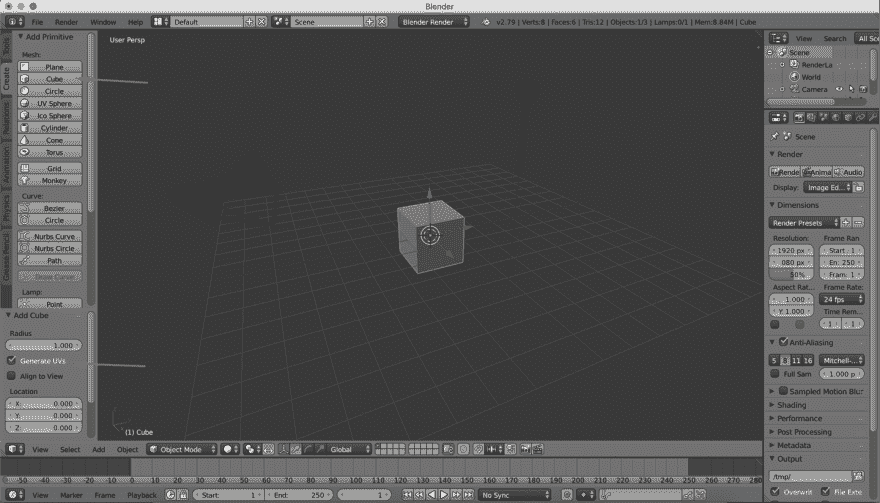 Blender
File Render Window Help Default Scene Blender Render v2.79 | Verts:8 | Faces:6 | Tris:12 | Objects:1/3 | Lamps:0/1 | Mem:8.84M | Cube
Add Primitive
Mesh:
Plane
Cube
Circle
UV Sphere
Ico Sphere
Cylinder
Cone
Torus
Grid
Monkey
Curve:
Bezier
Circle
Nurbs Curve
Nurbs Circle
Path
Lamp:
Point
Tools
Create
Relations
Animation
Physics
Grease Pencil
Add Cube
Radius
1.000
Generate UVs
Align to View
Location
X: 0.000
Y: 0.000
Z: 0.000
User Persp
(1) Cube
View Select Add Object Object Mode Global
-50 -40 -30 -20 -10 0 10 20 30 40 50 60 70 80 90 100 110 120 130 140 150 160 170 180 190 200 210 220 230 240 250 260 270 280
View Marker Frame Playback Start: 1 End: 250 1 No Sync
View Search All Sce
Scene
RenderLa
World
Camera
Scene
Render
Rende Anima Audio
Display: Image Ed...
Dimensions
Render Presets
Resolution: Frame Ran
1920 px Start: 1
080 px En: 250
50% Fram: 1
Aspect Rat... Frame Rate:
1.000 24 fps
Y: 1.000 Time Rem...
1 1
Anti-Aliasing
5 8 11 16 Mitchell-...
Full Sam 1.000 p
Sampled Motion Blur
Shading
Performance
Post Processing
Metadata
Output
/tmp/
Overwrit File Exte